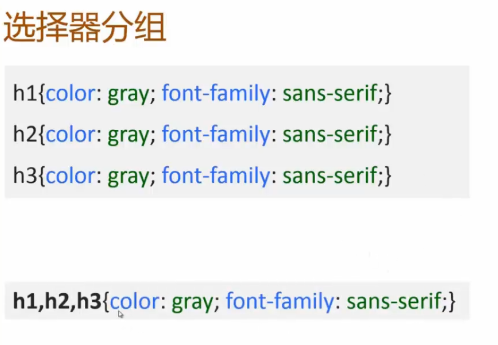 选择器分组
h1{color: gray; font-family: sans-serif;}
h2{color: gray; font-family: sans-serif;}
h3{color: gray; font-family: sans-serif;}
h1,h2,h3{color: gray; font-family: sans-serif;}